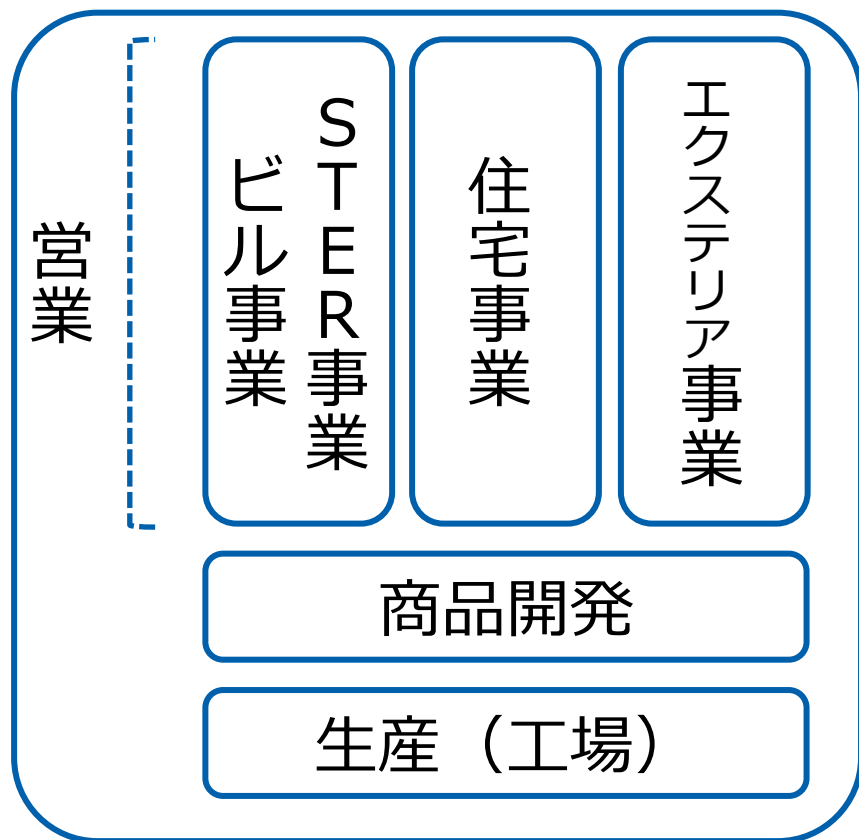 営業
STER事業
ビル事業
住宅事業
エクステリア事業
商品開発
生産（工場）